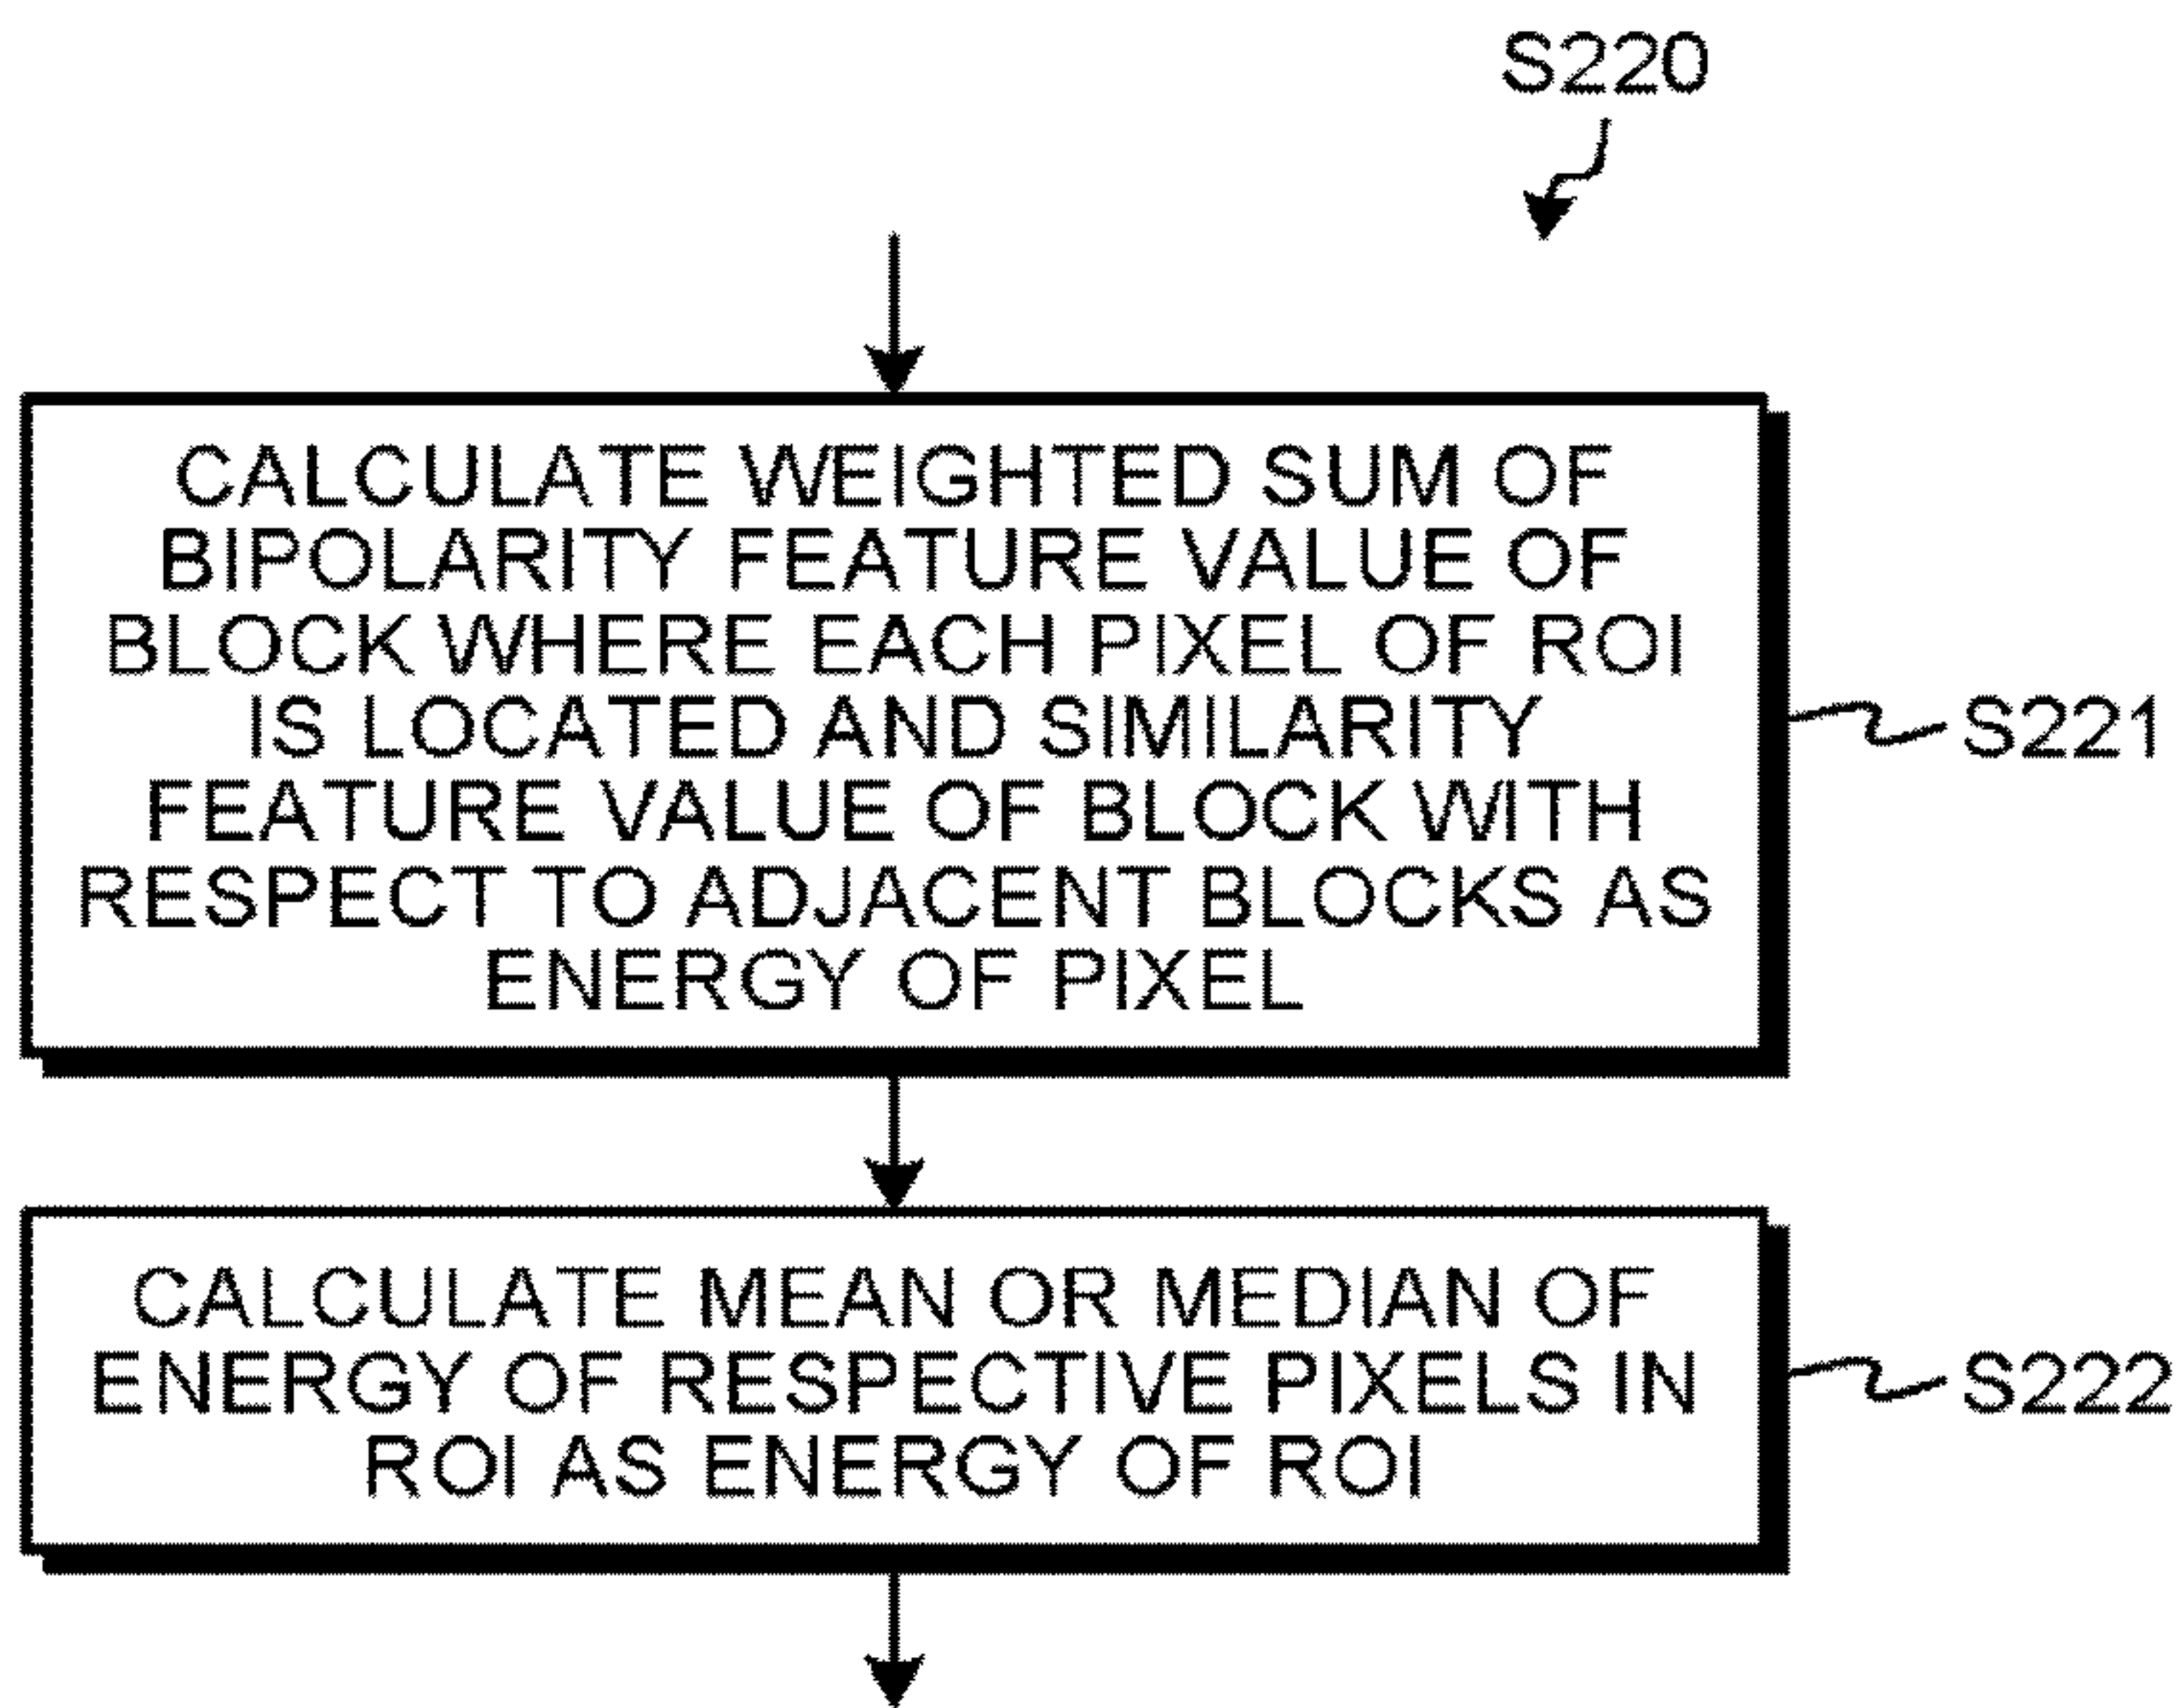 S220
CALCULATE WEIGHTED SUM OF
BIPOLARITY FEATURE VALUE OF
BLOCK WHERE EACH PIXEL OF ROI
IS LOCATED AND SIMILARITY
FEATURE VALUE OF BLOCK WITH
RESPECT TO ADJACENT BLOCKS AS
ENERGY OF PIXEL
S221
CALCULATE MEAN OR MEDIAN OF
ENERGY OF RESPECTIVE PIXELS IN
ROI AS ENERGY OF ROI
S222